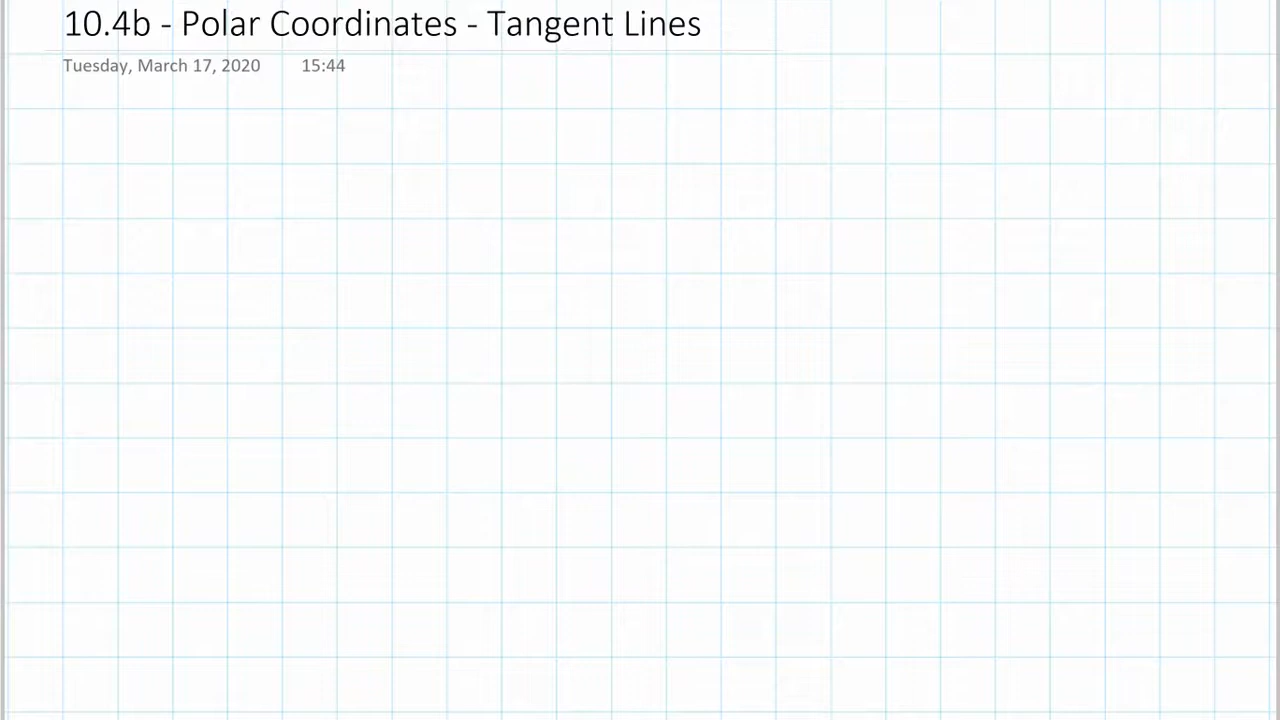 10.4b - Polar Coordinates - Tangent Lines
Tuesday, March 17, 2020 15:44